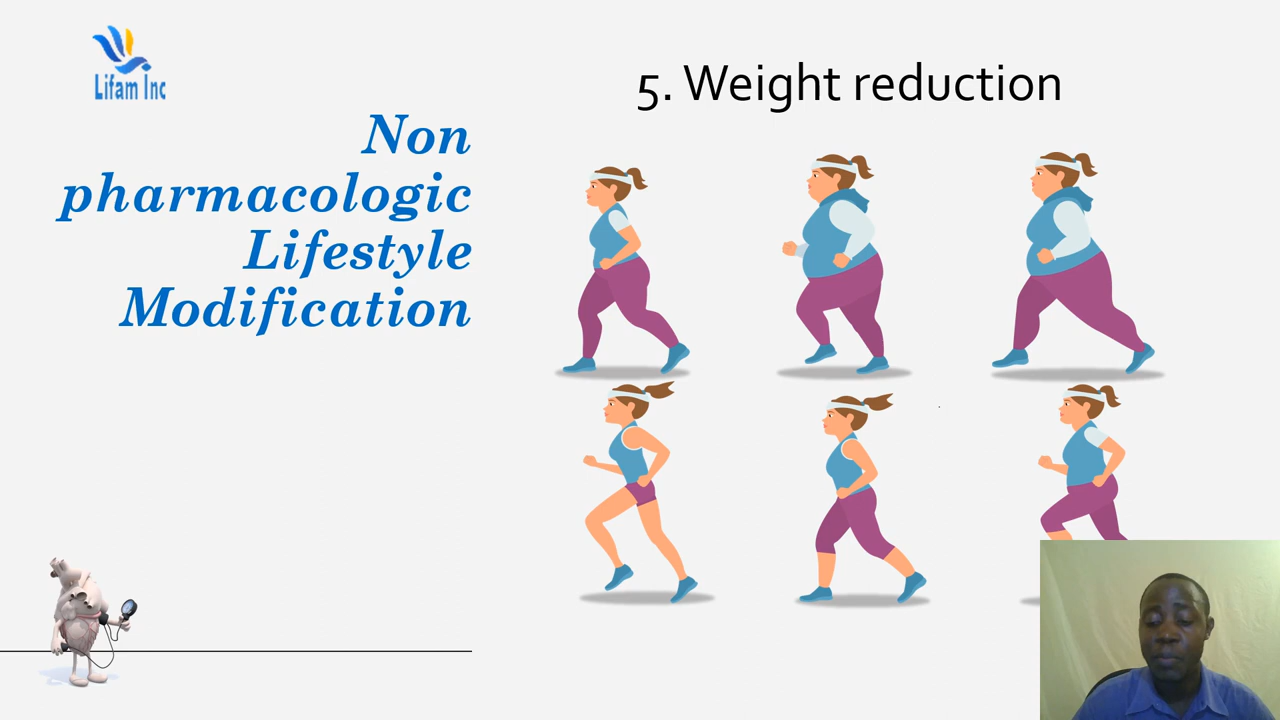 Lifam Inc
Non
pharmacologic
Lifestyle
Modification
5. Weight reduction